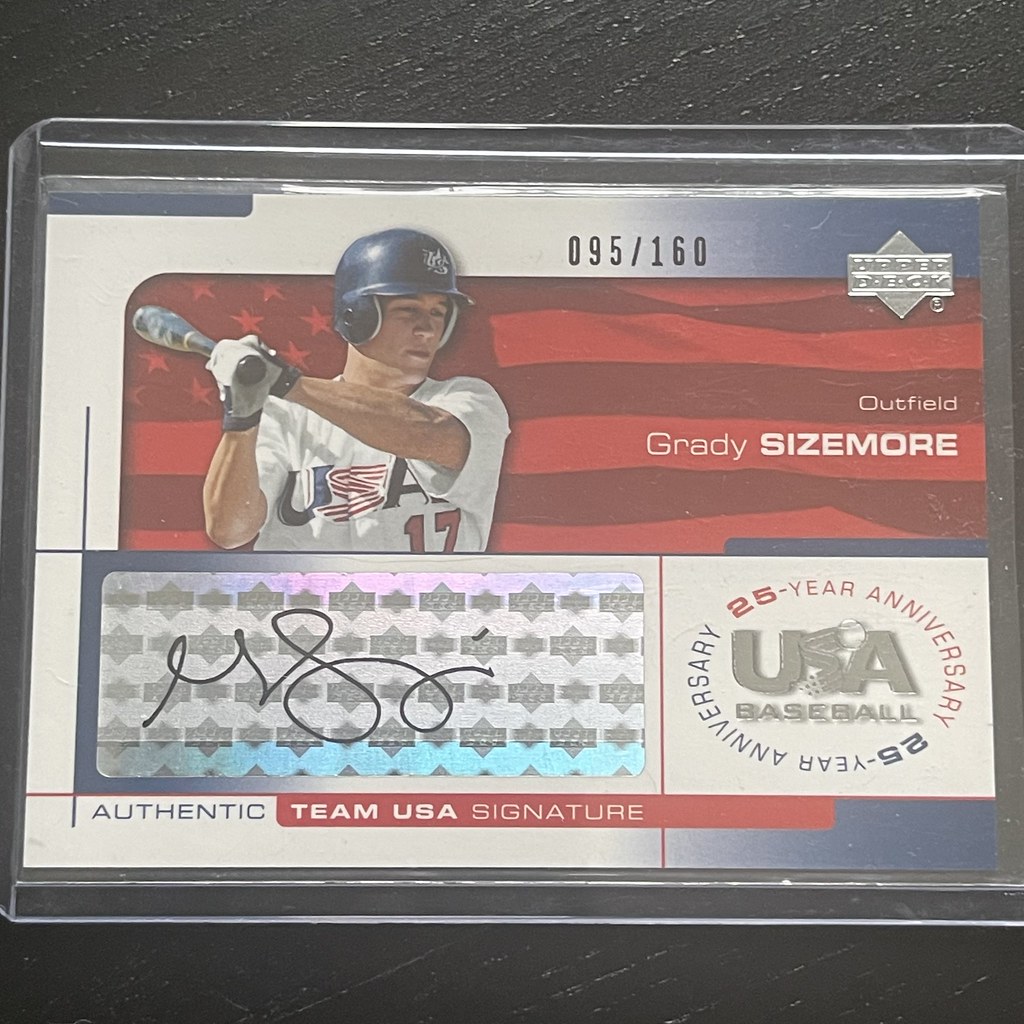 095/160
UPPER
DECK
®
Outfield
Grady SIZEMORE
USA
17
25-YEAR ANNIVERSARY
USA
BASEBALL
25-YEAR ANNIVERSARY
AUTHENTIC TEAM USA SIGNATURE